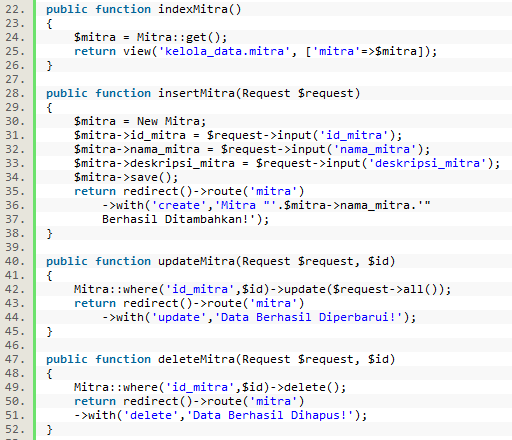 22. public function indexMitra()
23. {
24. $mitra = Mitra::get();
25. return view('kelola_data.mitra', ['mitra'=>$mitra]);
26. }
27.
28. public function insertMitra(Request $request)
29. {
30. $mitra = New Mitra;
31. $mitra->id_mitra = $request->input('id_mitra');
32. $mitra->nama_mitra = $request->input('nama_mitra');
33. $mitra->deskripsi_mitra = $request->input('deskripsi_mitra');
34. $mitra->save();
35. return redirect()->route('mitra')
36. ->with('create','Mitra "'.$mitra->nama_mitra.'"
37. Berhasil Ditambahkan!');
38. }
39.
40. public function updateMitra(Request $request, $id)
41. {
42. Mitra::where('id_mitra',$id)->update($request->all());
43. return redirect()->route('mitra')
44. ->with('update','Data Berhasil Diperbarui!');
45. }
46.
47. public function deleteMitra(Request $request, $id)
48. {
49. Mitra::where('id_mitra',$id)->delete();
50. return redirect()->route('mitra')
51. ->with('delete','Data Berhasil Dihapus!');
52. }